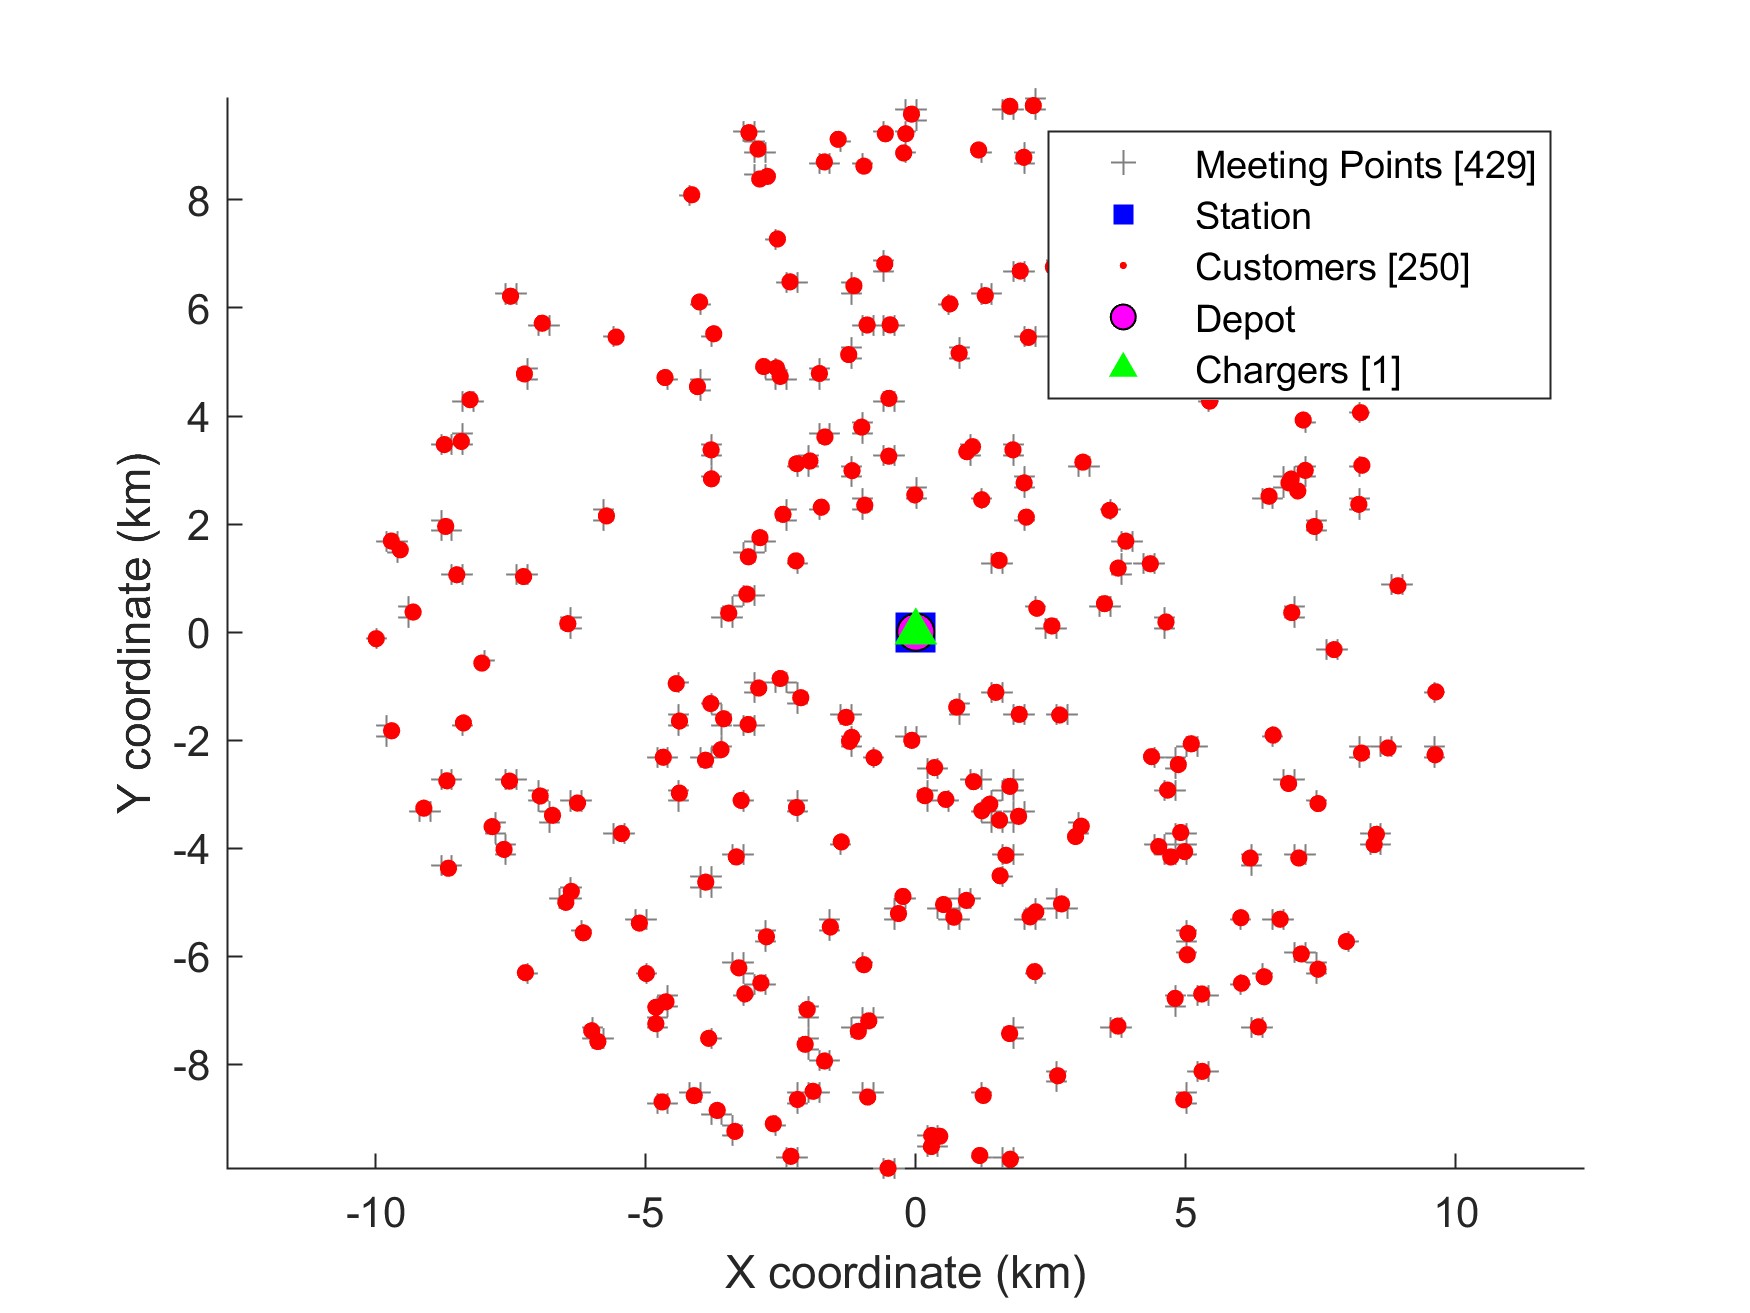 Meeting Points [429]
Station
Customers [250]
Depot
Chargers [1]
8
6
4
2
0
-2
-4
-6
-8
Y coordinate (km)
-10
-5
0
5
10
X coordinate (km)